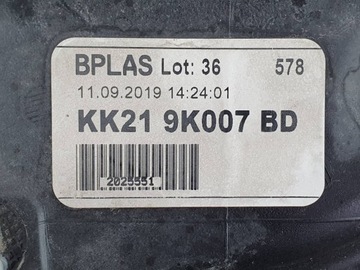 BPLAS Lot: 36 578
11.09.2019 14:24:01
KK21 9K007 BD
2025551